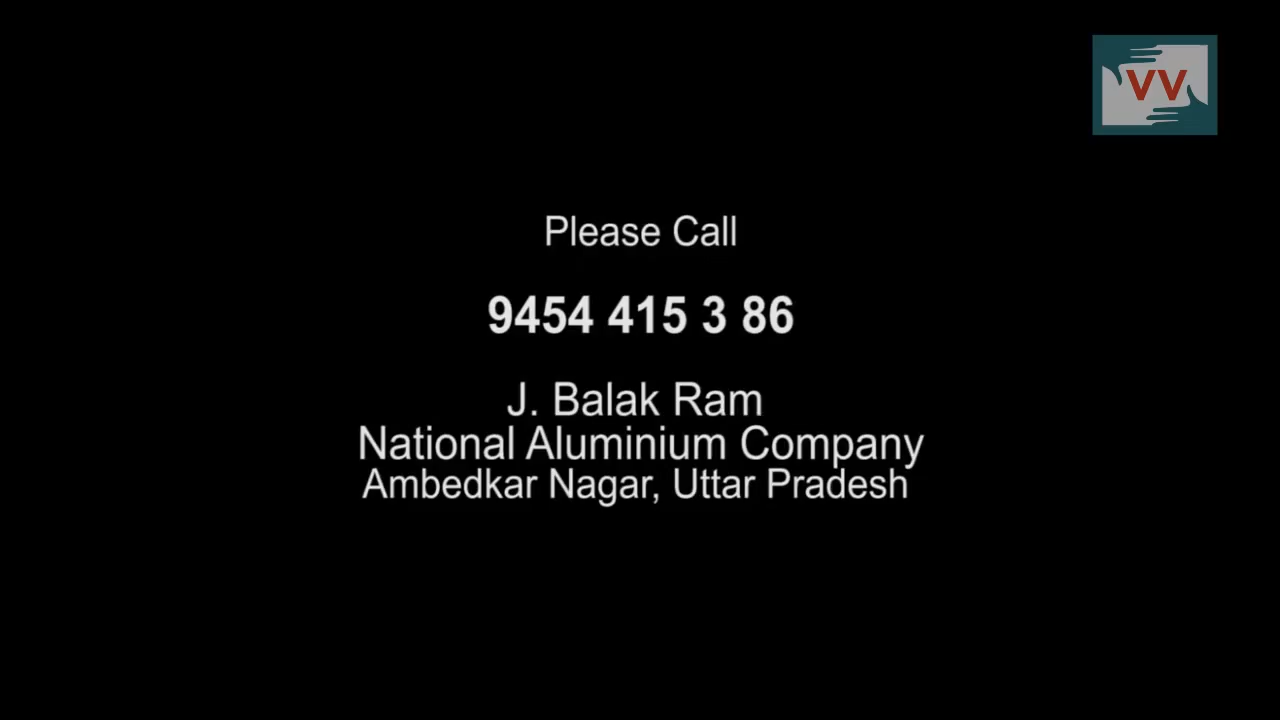 VV
Please Call
9454 415 3 86
J. Balak Ram
National Aluminium Company
Ambedkar Nagar, Uttar Pradesh